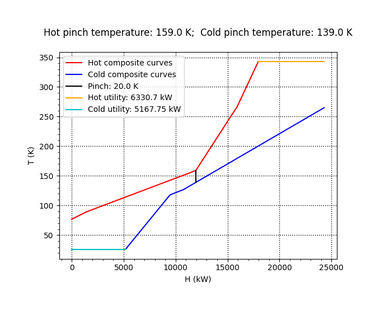 Hot pinch temperature: 159.0 K;  Cold pinch temperature: 139.0 K
Hot composite curves
Cold composite curves
Pinch: 20.0 K
Hot utility: 6330.7 kW
Cold utility: 5167.75 kW
350
300
250
200
150
100
50
T (K)
0 5000 10000 15000 20000 25000
H (kW)